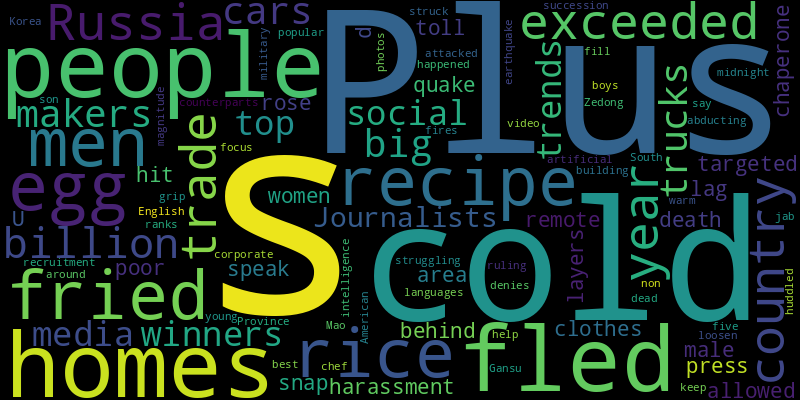 Korea
Russia
cars
struck
succession
popular
toll
d
exceeded
people
Plus
military
photos
attacked
happened
earthquake
fill
chaperone
midnight
son
counterparts
rose
quake
trends
boys
Zedong
say
makers
magnitude
top
social
trucks
abducting
men
fires
video
big
focus
trade
artificial
South
building
targeted
hit
egg
S
women
recipe
year
warm
lag
grip
English
ranks
U
Journalists
remote
death
jab
billion
corporate
cold
country
recruitment
around
poor
speak
intelligence
struggling
area
ruling
layers
non
huddled
fried
languages
denies
dead
young
Province
Mao
American
media
winners
behind
help
clothes
five
loosen
homes
rice
fled
male
best
chef
Gansu
press
snap
harassment
keep
allowed